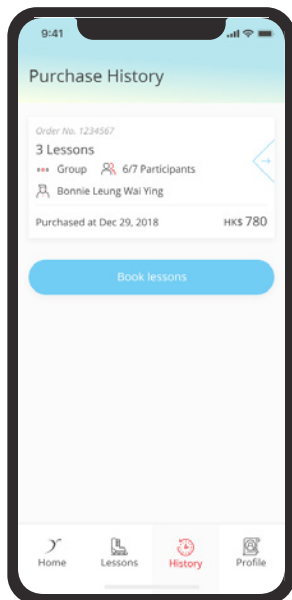 9:41
Purchase History
Order No. 1234567
3 Lessons
Group 6/7 Participants
Bonnie Leung Wai Ying
Purchased at Dec 29, 2018 HK$ 780
Book lessons
Home Lessons History Profile